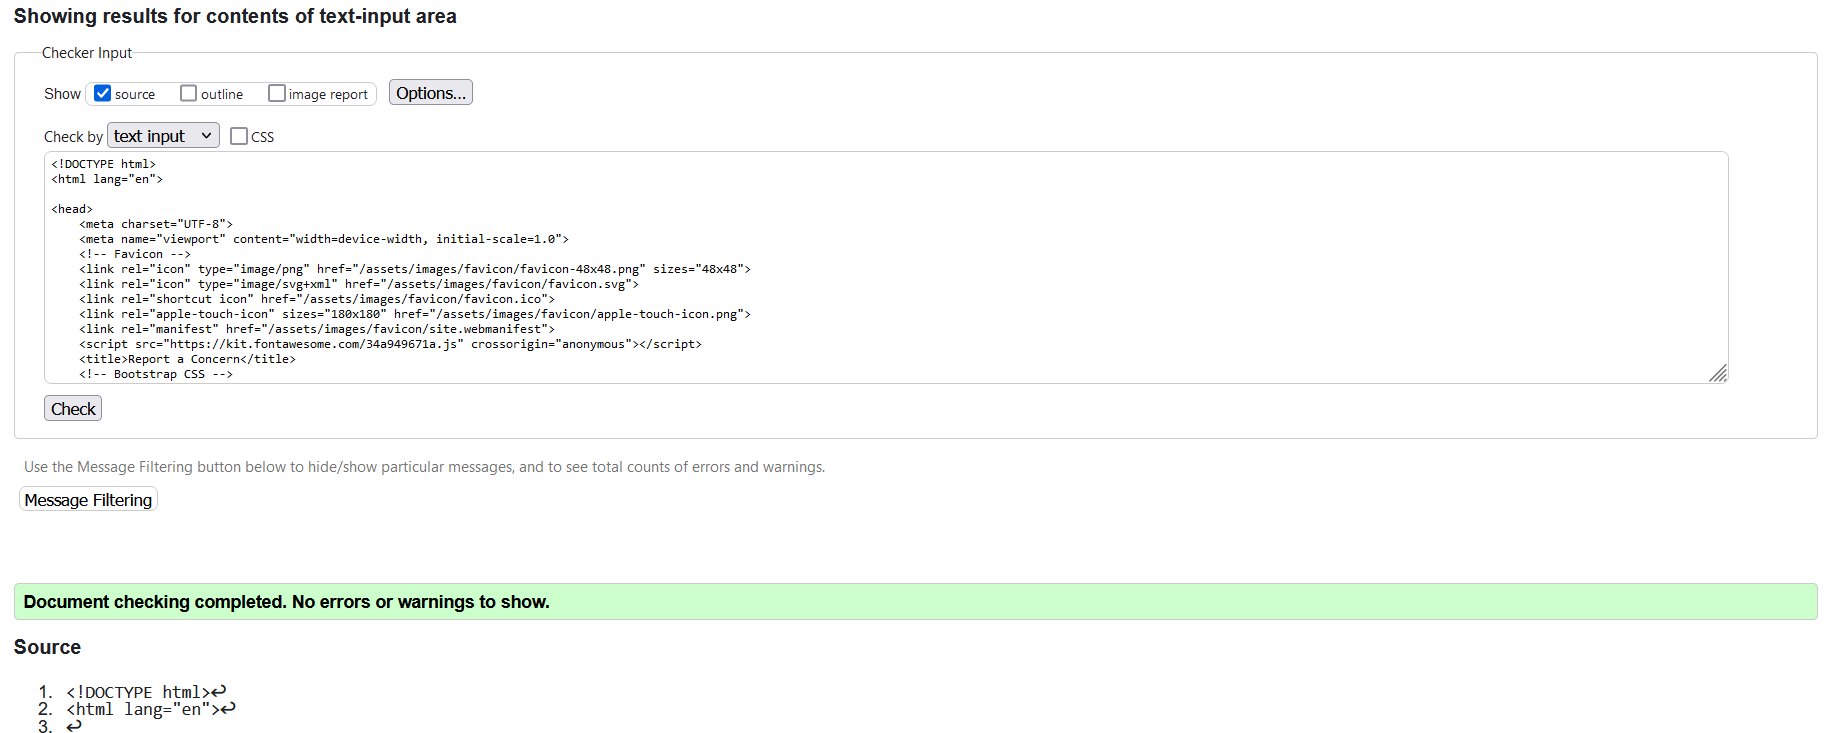 Showing results for contents of text-input area
Checker Input
Show source outline image report Options...
Check by text input CSS
<!DOCTYPE html>
<html lang="en">
<head>
<meta charset="UTF-8">
<meta name="viewport" content="width=device-width, initial-scale=1.0">
<!-- Favicon -->
<link rel="icon" type="image/png" href="/assets/images/favicon/favicon-48x48.png" sizes="48x48">
<link rel="icon" type="image/svg+xml" href="/assets/images/favicon/favicon.svg">
<link rel="shortcut icon" href="/assets/images/favicon/favicon.ico">
<link rel="apple-touch-icon" sizes="180x180" href="/assets/images/favicon/apple-touch-icon.png">
<link rel="manifest" href="/assets/images/favicon/site.webmanifest">
<script src="https://kit.fontawesome.com/34a949671a.js" crossorigin="anonymous"></script>
<title>Report a Concern</title>
<!-- Bootstrap CSS -->
Check
Use the Message Filtering button below to hide/show particular messages, and to see total counts of errors and warnings.
Message Filtering
Document checking completed. No errors or warnings to show.
Source
1. <!DOCTYPE html>↩
2. <html lang="en">↩
3. ↩